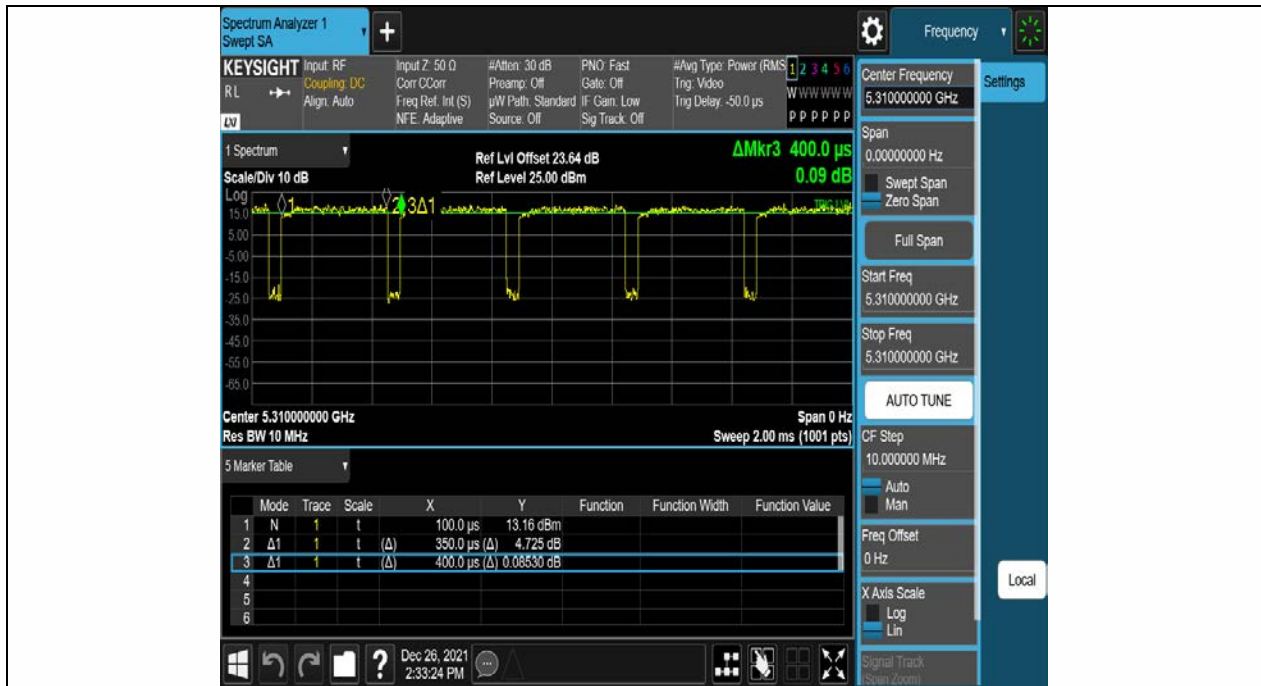 Spectrum Analyzer 1
Swept SA
+
Frequency
KEYSIGHT
RL
LXI
Input: RF
Coupling: DC
Align: Auto
Input Z: 50 Ω
Corr CCorr
Freq Ref: Int (S)
NFE: Adaptive
#Atten: 30 dB
Preamp: Off
µW Path: Standard
Source: Off
PNO: Fast
Gate: Off
IF Gain: Low
Sig Track: Off
#Avg Type: Power (RMS
Trig: Video
Trig Delay: -50.0 µs
1 2 3 4 5 6
W W W W W W
P P P P P P
1 Spectrum
Scale/Div 10 dB
Ref Lvl Offset 23.64 dB
Ref Level 25.00 dBm
ΔMkr3 400.0 µs
0.09 dB
Log
15.0
5.00
-5.00
-15.0
-25.0
-35.0
-45.0
-55.0
-65.0
1
2
3Δ1
TRIG LVL
Center 5.310000000 GHz
Res BW 10 MHz
Span 0 Hz
Sweep 2.00 ms (1001 pts)
5 Marker Table
Mode Trace Scale X Y Function Function Width Function Value
1 N 1 t 100.0 µs 13.16 dBm
2 Δ1 1 t (Δ) 350.0 µs (Δ) 4.725 dB
3 Δ1 1 t (Δ) 400.0 µs (Δ) 0.08530 dB
4
5
6
?
Dec 26, 2021
2:33:24 PM
Center Frequency
5.310000000 GHz
Span
0.00000000 Hz
Swept Span
Zero Span
Full Span
Start Freq
5.310000000 GHz
Stop Freq
5.310000000 GHz
AUTO TUNE
CF Step
10.000000 MHz
Auto
Man
Freq Offset
0 Hz
X Axis Scale
Log
Lin
Signal Track
(Span Zoom)
Settings
Local